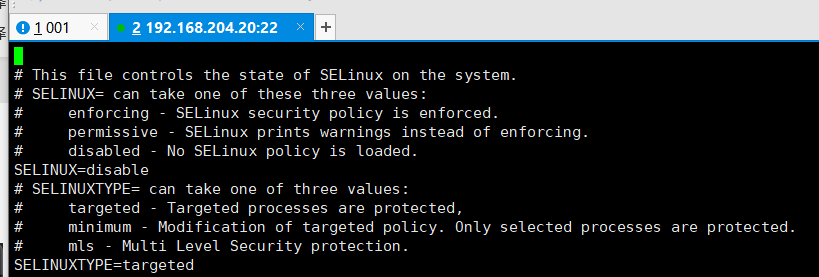 1 001
2 192.168.204.20:22
# This file controls the state of SELinux on the system.
# SELINUX= can take one of these three values:
#     enforcing - SELinux security policy is enforced.
#     permissive - SELinux prints warnings instead of enforcing.
#     disabled - No SELinux policy is loaded.
SELINUX=disable
# SELINUXTYPE= can take one of three values:
#     targeted - Targeted processes are protected,
#     minimum - Modification of targeted policy. Only selected processes are protected.
#     mls - Multi Level Security protection.
SELINUXTYPE=targeted